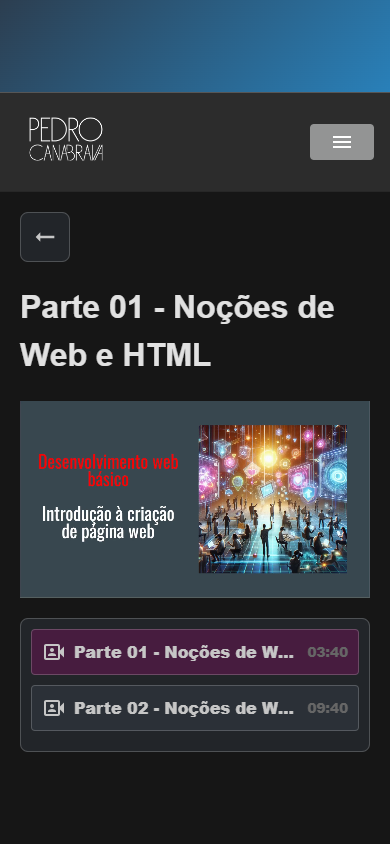 PEDRO
CANABRAVA
Parte 01 - Noções de
Web e HTML
Desenvolvimento web
básico
Introdução à criação
de página web
Parte 01 - Noções de W... 03:40
Parte 02 - Noções de W... 09:40